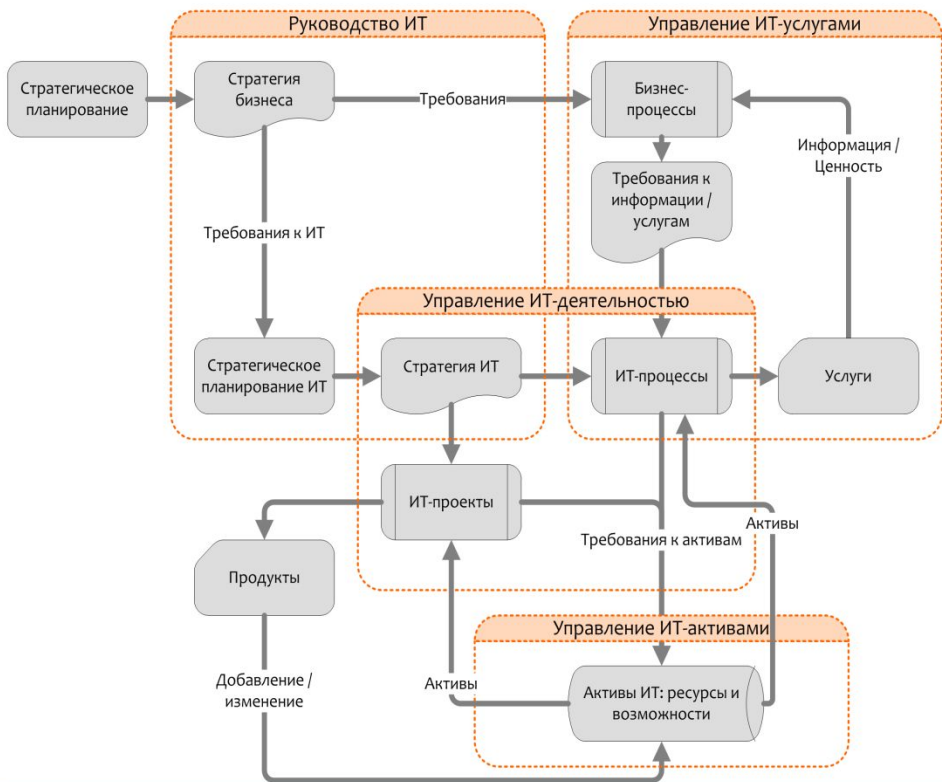 Руководство ИТ
Управление ИТ-услугами
Стратегическое
планирование
Стратегия
бизнеса
Требования
Бизнес-
процессы
Информация /
Ценность
Требования к
информации /
услугам
Требования к ИТ
Управление ИТ-деятельностью
Стратегическое
планирование ИТ
Стратегия ИТ
ИТ-процессы
Услуги
ИТ-проекты
Активы
Требования к активам
Продукты
Управление ИТ-активами
Добавление /
изменение
Активы
Активы ИТ: ресурсы и
возможности